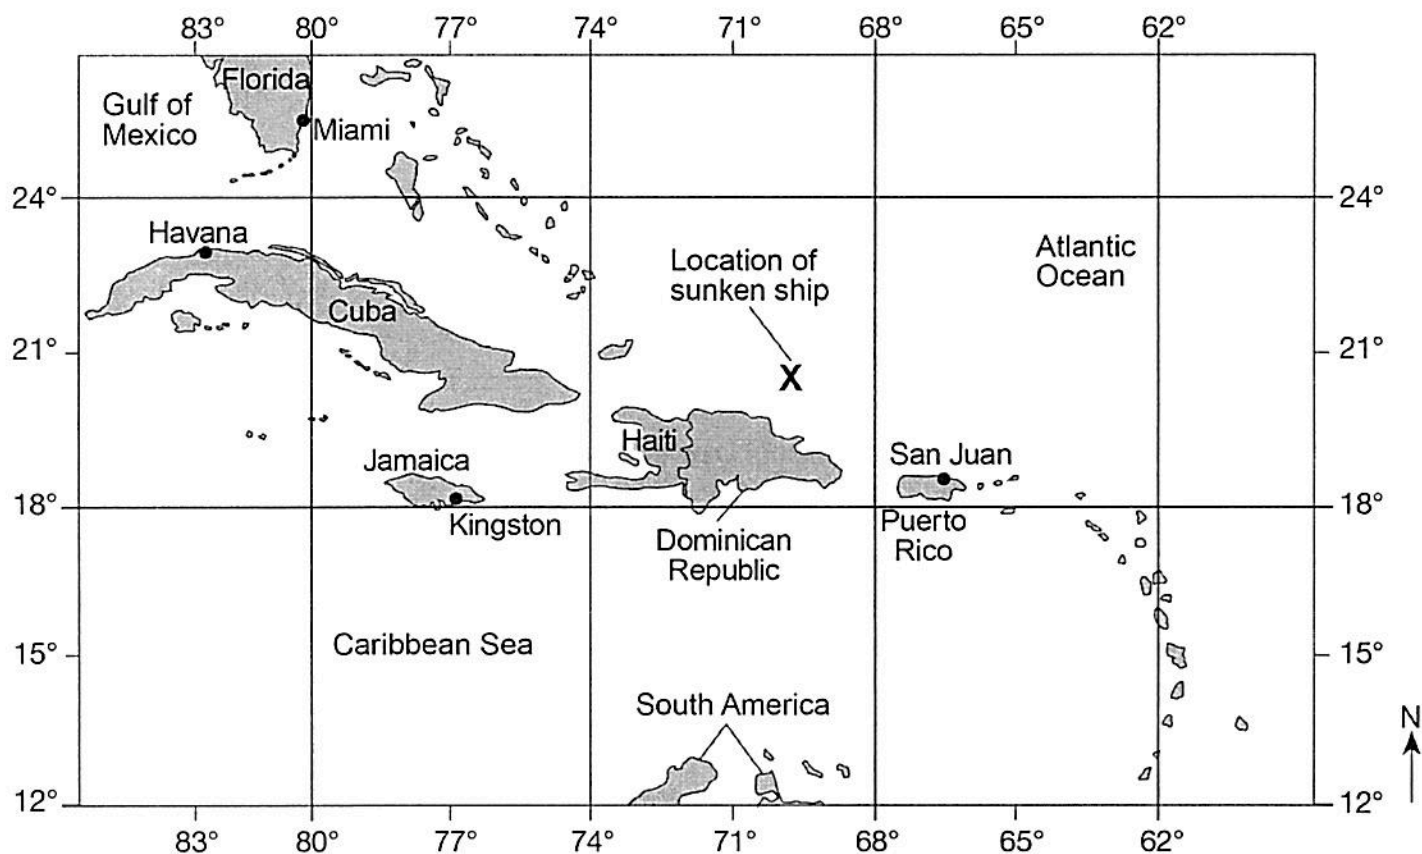 83° 80° 77° 74° 71° 68° 65° 62°
Florida
Gulf of
Mexico
Miami
24° 24°
Havana
Atlantic
Ocean
Location of
sunken ship
Cuba
21° 21°
X
Haiti
San Juan
Jamaica
18° 18°
Kingston
Puerto
Rico
Dominican
Republic
Caribbean Sea
15° 15°
South America
N
12° 12°
83° 80° 77° 74° 71° 68° 65° 62°